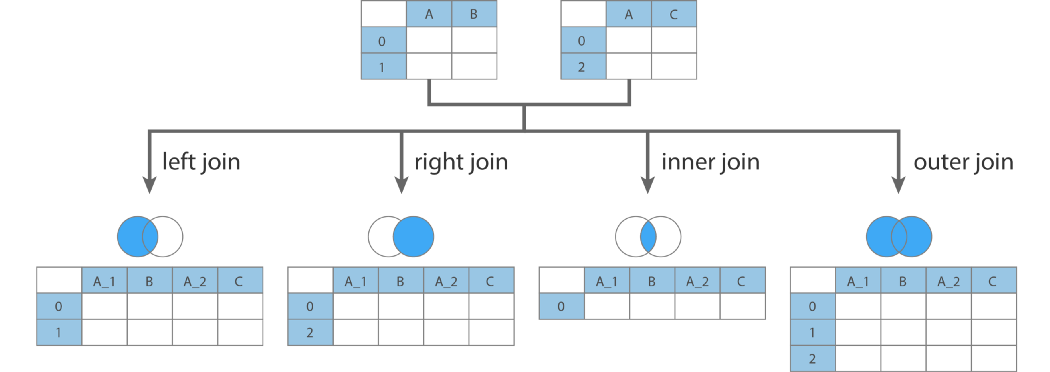 A B
0
1
A C
0
2
left join
right join
inner join
outer join
A_1 B A_2 C
0
1
A_1 B A_2 C
0
2
A_1 B A_2 C
0
A_1 B A_2 C
0
1
2